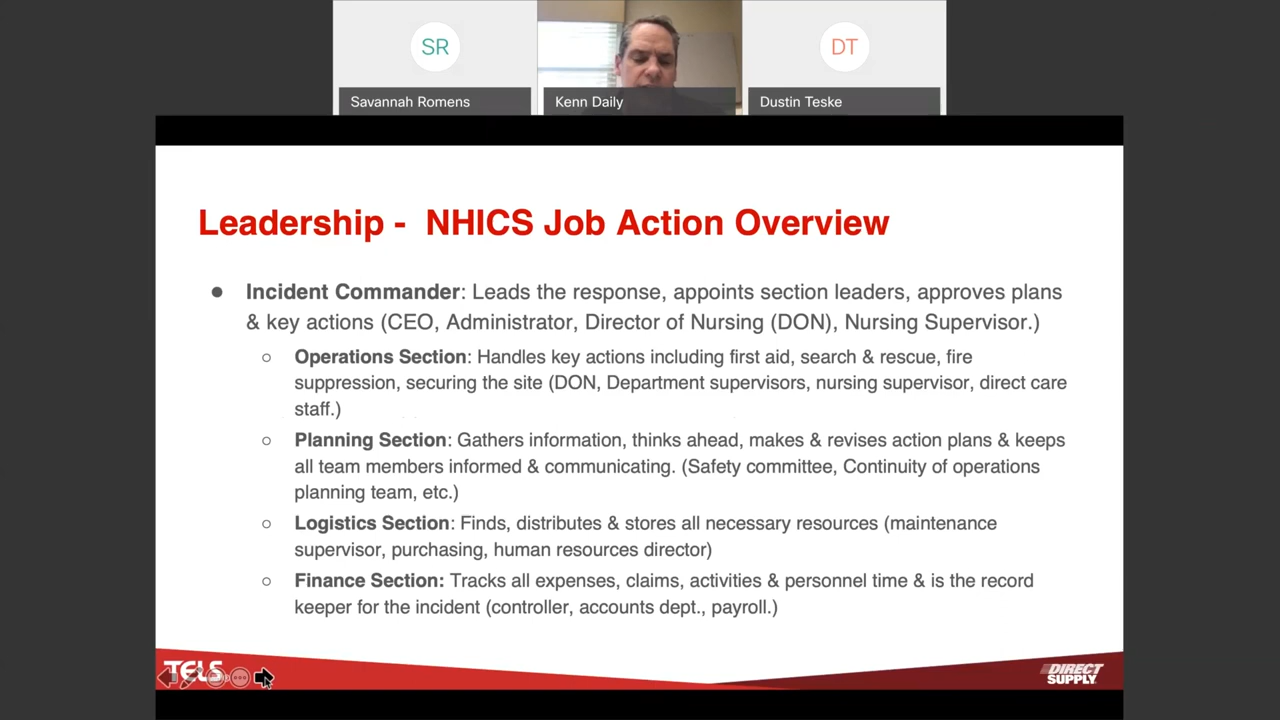 SR
DT
Savannah Romens
Kenn Daily
Dustin Teske
Leadership - NHICS Job Action Overview
● Incident Commander: Leads the response, appoints section leaders, approves plans
& key actions (CEO, Administrator, Director of Nursing (DON), Nursing Supervisor.)
○ Operations Section: Handles key actions including first aid, search & rescue, fire
suppression, securing the site (DON, Department supervisors, nursing supervisor, direct care
staff.)
○ Planning Section: Gathers information, thinks ahead, makes & revises action plans & keeps
all team members informed & communicating. (Safety committee, Continuity of operations
planning team, etc.)
○ Logistics Section: Finds, distributes & stores all necessary resources (maintenance
supervisor, purchasing, human resources director)
○ Finance Section: Tracks all expenses, claims, activities & personnel time & is the record
keeper for the incident (controller, accounts dept., payroll.)
TELS
DIRECT
SUPPLY